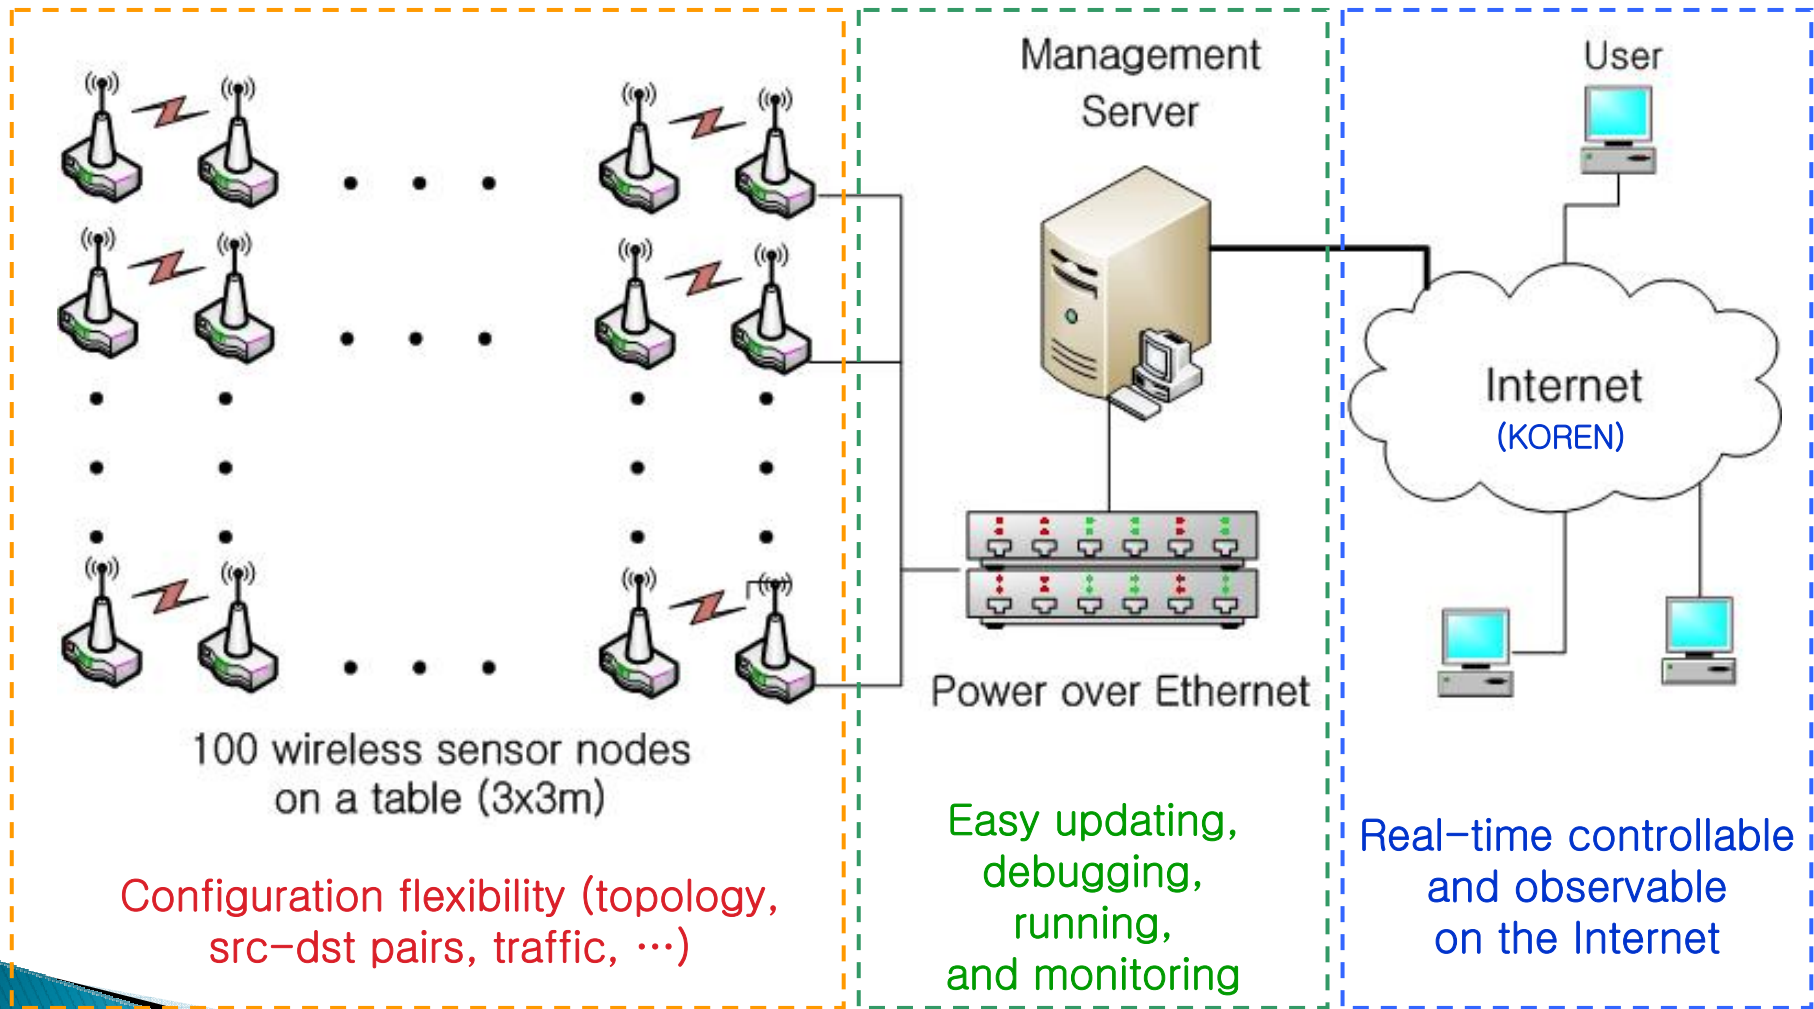 100 wireless sensor nodes
on a table (3x3m)
Configuration flexibility (topology,
src-dst pairs, traffic, …)
Management
Server
Power over Ethernet
Easy updating,
debugging,
running,
and monitoring
User
Internet
(KOREN)
Real-time controllable
and observable
on the Internet